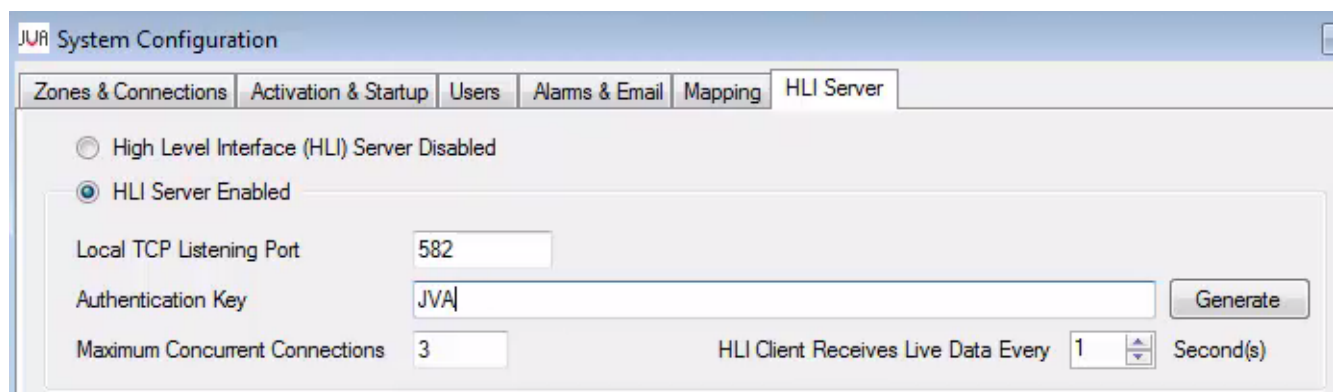 JVA System Configuration
Zones & Connections Activation & Startup Users Alarms & Email Mapping HLI Server
High Level Interface (HLI) Server Disabled
HLI Server Enabled
Local TCP Listening Port 582
Authentication Key JVA Generate
Maximum Concurrent Connections 3 HLI Client Receives Live Data Every 1 Second(s)